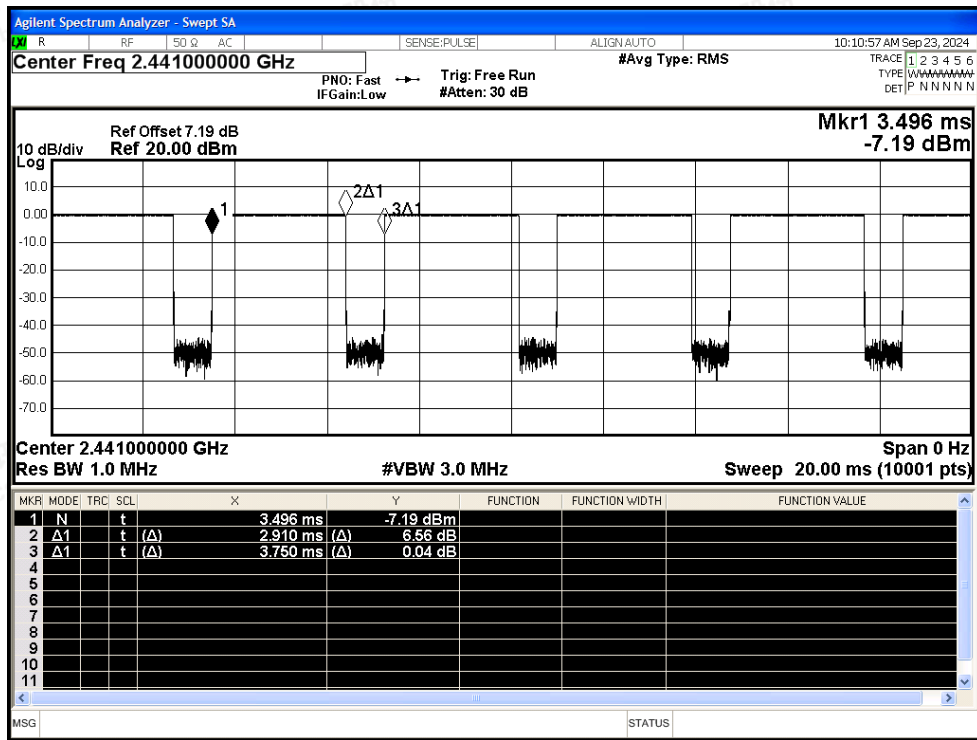 Agilent Spectrum Analyzer - Swept SA
LXI R RF 50 Ω AC SENSE:PULSE ALIGN AUTO 10:10:57 AM Sep 23, 2024
Center Freq 2.441000000 GHz #Avg Type: RMS TRACE 1 2 3 4 5 6
PNO: Fast Trig: Free Run TYPE WWWWWW
IFGain:Low #Atten: 30 dB DET P N N N N N
Mkr1 3.496 ms
Ref Offset 7.19 dB
10 dB/div Ref 20.00 dBm -7.19 dBm
Log
10.0
2Δ1
0.00 1 3Δ1
-10.0
-20.0
-30.0
-40.0
-50.0
-60.0
-70.0
Center 2.441000000 GHz Span 0 Hz
Res BW 1.0 MHz #VBW 3.0 MHz Sweep 20.00 ms (10001 pts)
MKR MODE TRC SCL X Y FUNCTION FUNCTION WIDTH FUNCTION VALUE
1 N t 3.496 ms -7.19 dBm
2 Δ1 t (Δ) 2.910 ms (Δ) 6.56 dB
3 Δ1 t (Δ) 3.750 ms (Δ) 0.04 dB
4
5
6
7
8
9
10
11
MSG STATUS